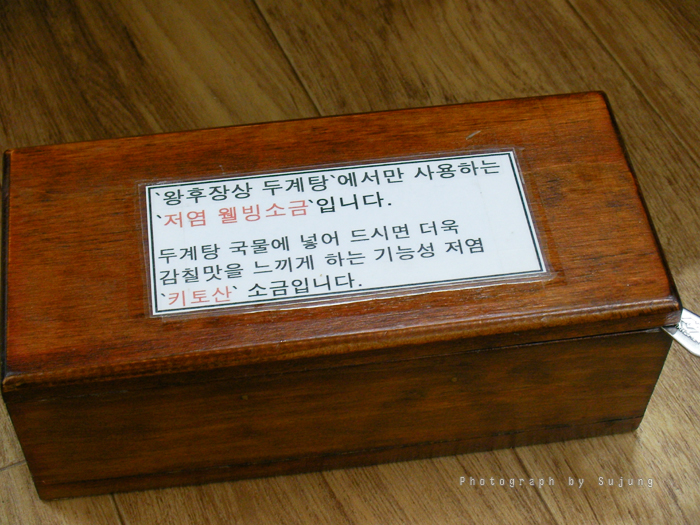 `왕후장상 두계탕`에서만 사용하는
`저염 웰빙소금`입니다.
두계탕 국물에 넣어 드시면 더욱
감칠맛을 느끼게 하는 기능성 저염
`키토산` 소금입니다.
Photograph by Sujung